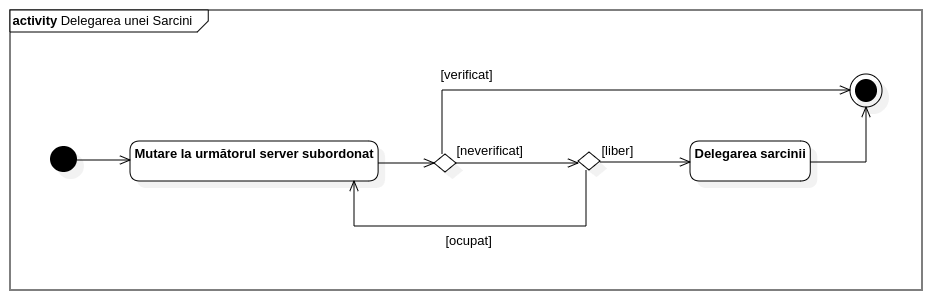 activity Delegarea unei Sarcini
[verificat]
Mutare la următorul server subordonat
[neverificat]
[liber]
Delegarea sarcinii
[ocupat]